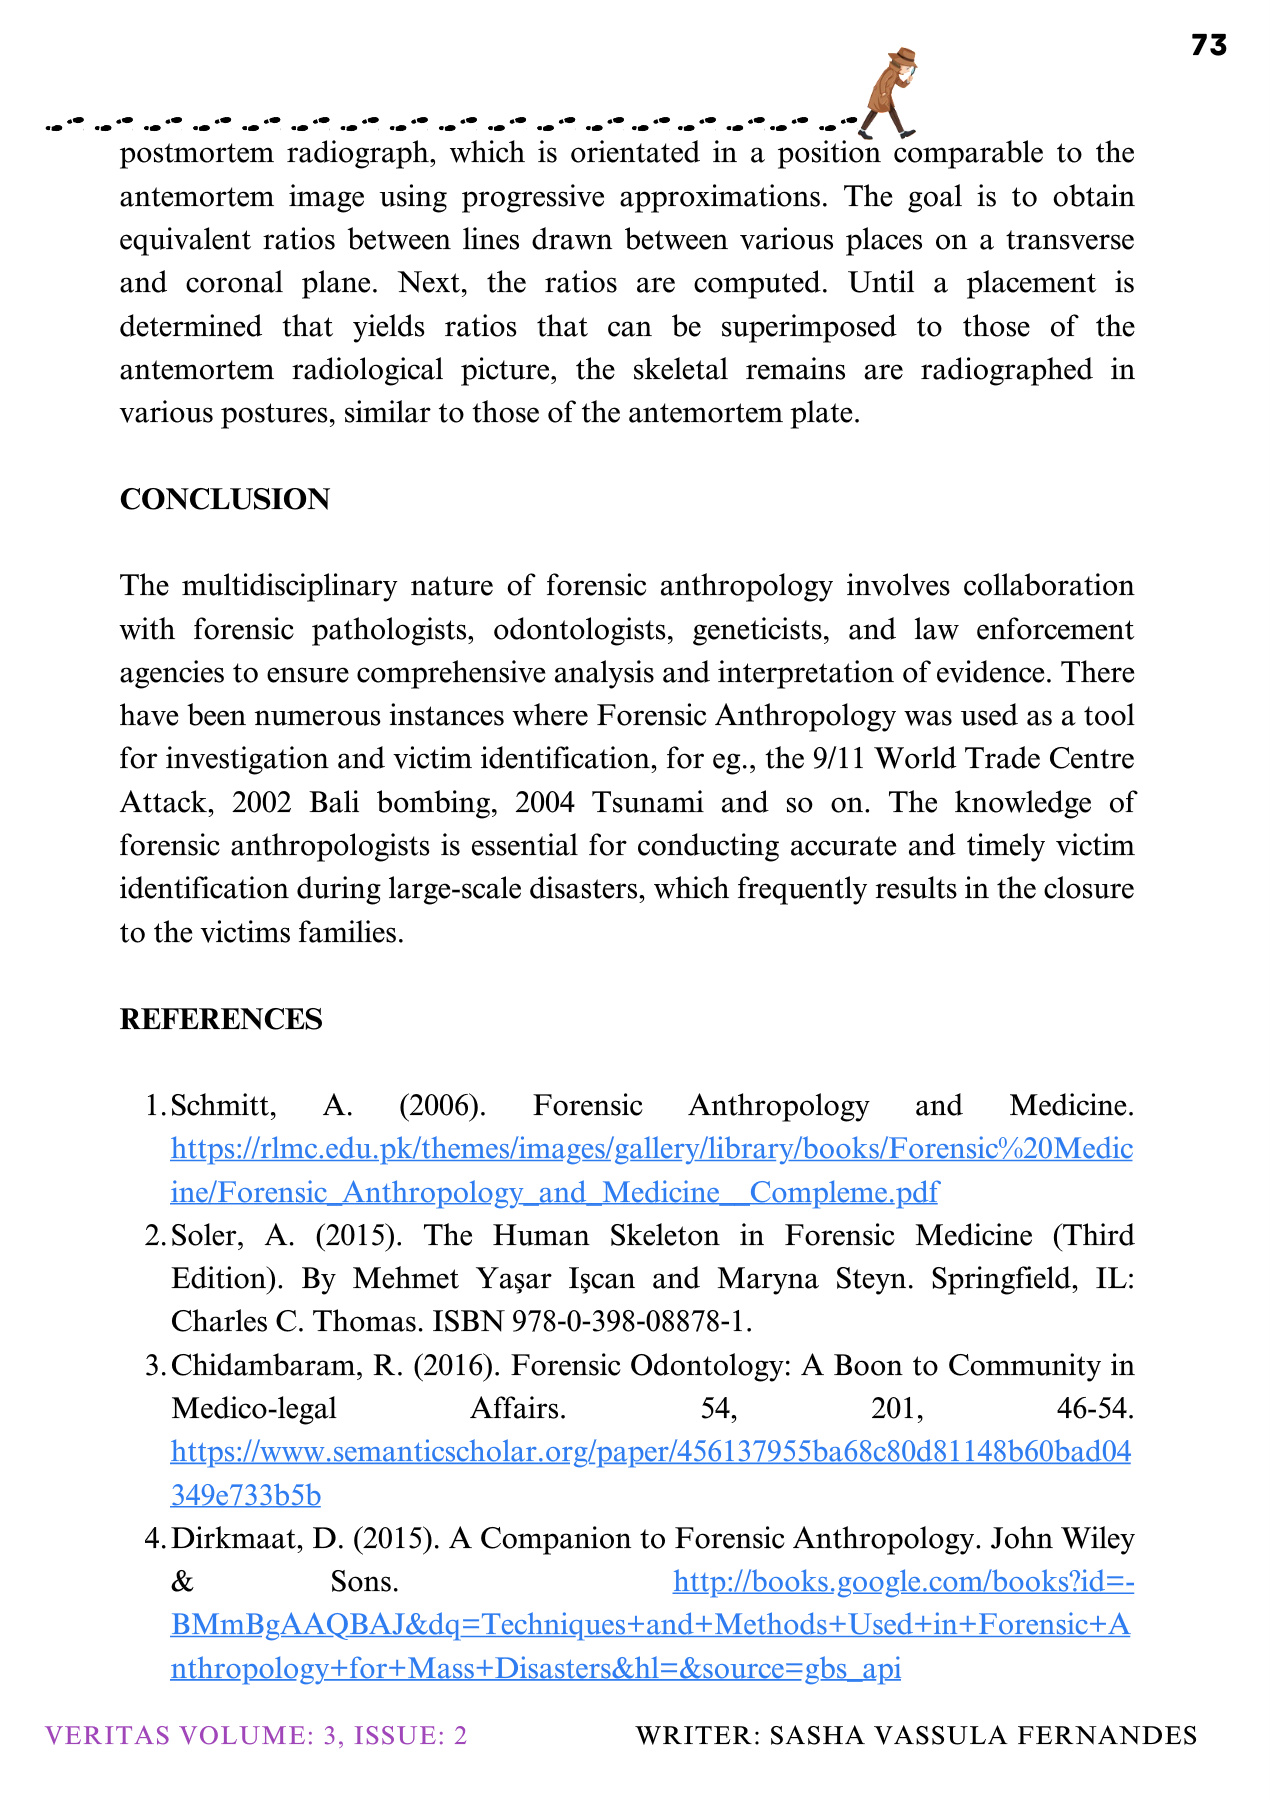 73
postmortem radiograph, which is orientated in a position comparable to the
antemortem image using progressive approximations. The goal is to obtain
equivalent ratios between lines drawn between various places on a transverse
and coronal plane. Next, the ratios are computed. Until a placement is
determined that yields ratios that can be superimposed to those of the
antemortem radiological picture, the skeletal remains are radiographed in
various postures, similar to those of the antemortem plate.
CONCLUSION
The multidisciplinary nature of forensic anthropology involves collaboration
with forensic pathologists, odontologists, geneticists, and law enforcement
agencies to ensure comprehensive analysis and interpretation of evidence. There
have been numerous instances where Forensic Anthropology was used as a tool
for investigation and victim identification, for eg., the 9/11 World Trade Centre
Attack, 2002 Bali bombing, 2004 Tsunami and so on. The knowledge of
forensic anthropologists is essential for conducting accurate and timely victim
identification during large-scale disasters, which frequently results in the closure
to the victims families.
REFERENCES
1. Schmitt, A. (2006). Forensic Anthropology and Medicine.
https://rlmc.edu.pk/themes/images/gallery/library/books/Forensic%20Medic
ine/Forensic_Anthropology_and_Medicine__Compleme.pdf
2. Soler, A. (2015). The Human Skeleton in Forensic Medicine (Third
Edition). By Mehmet Yaşar Işcan and Maryna Steyn. Springfield, IL:
Charles C. Thomas. ISBN 978-0-398-08878-1.
3. Chidambaram, R. (2016). Forensic Odontology: A Boon to Community in
Medico-legal Affairs. 54, 201, 46-54.
https://www.semanticscholar.org/paper/456137955ba68c80d81148b60bad04
349e733b5b
4. Dirkmaat, D. (2015). A Companion to Forensic Anthropology. John Wiley
& Sons. http://books.google.com/books?id=-
BMmBgAAQBAJ&dq=Techniques+and+Methods+Used+in+Forensic+A
nthropology+for+Mass+Disasters&hl=&source=gbs_api
VERITAS VOLUME: 3, ISSUE: 2
WRITER: SASHA VASSULA FERNANDES